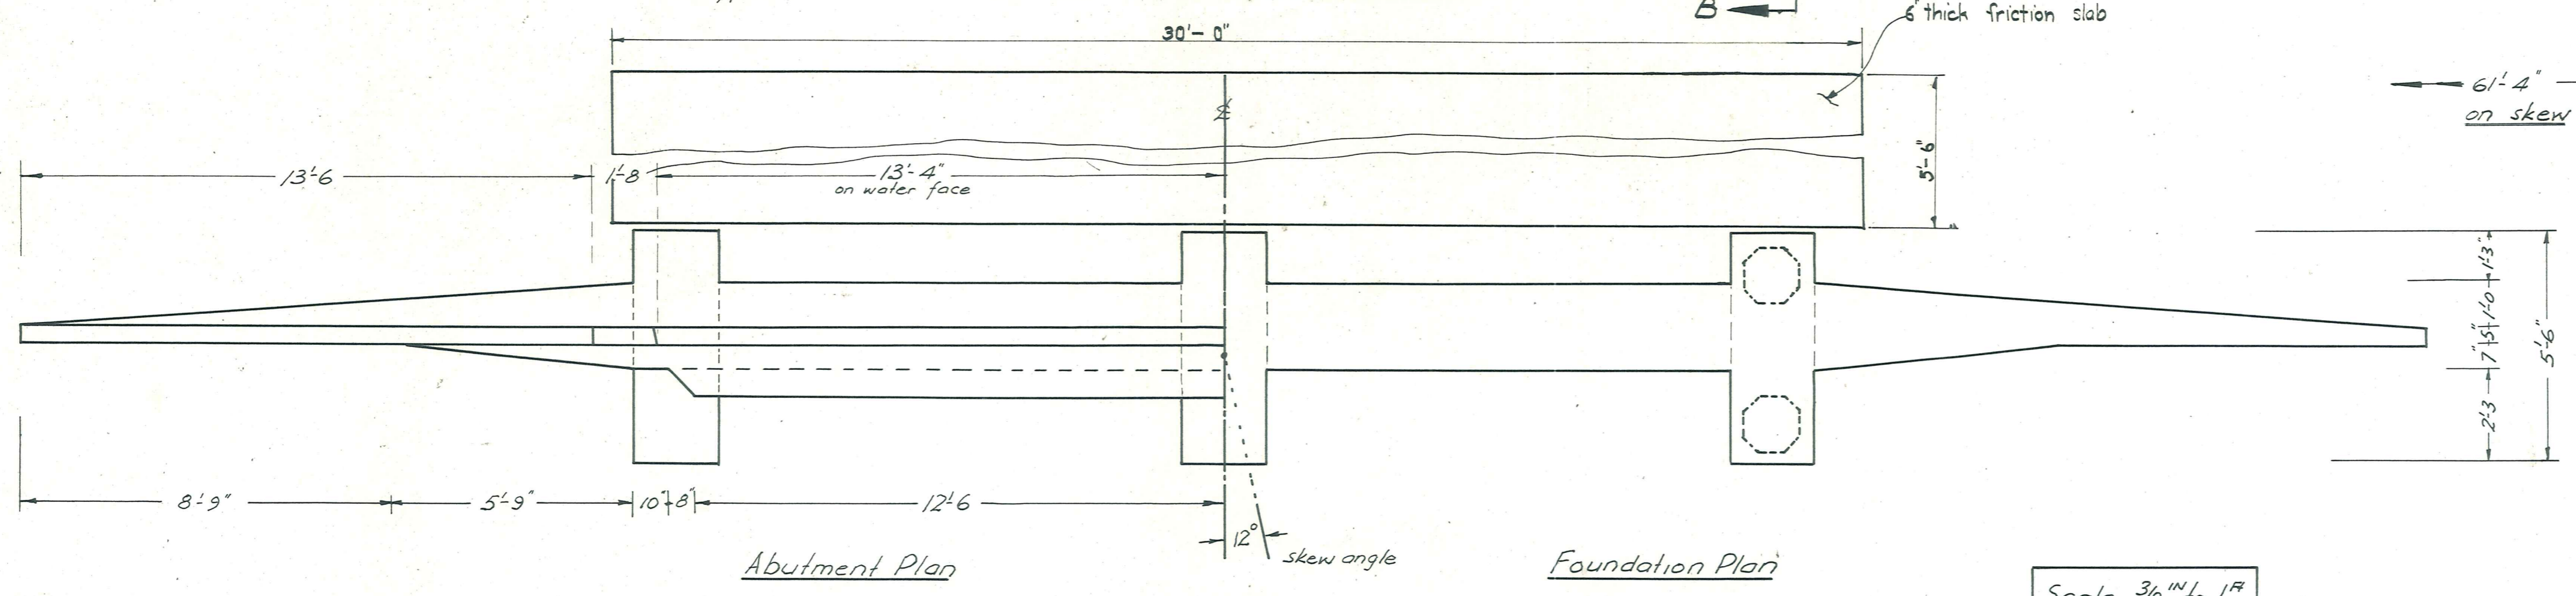 B
6" thick friction slab
30'-0"
61'-4"
on skew
℄
13'-6
1'-8
13'-4"
on water face
5'-6"
1'-3"
1'-0
5"
7"
2'-3
5'-6"
8'-9"
5'-9"
10"
8"
12'-6
12°
skew angle
Abutment Plan
Foundation Plan
Scale 3/8 IN to 1 FT